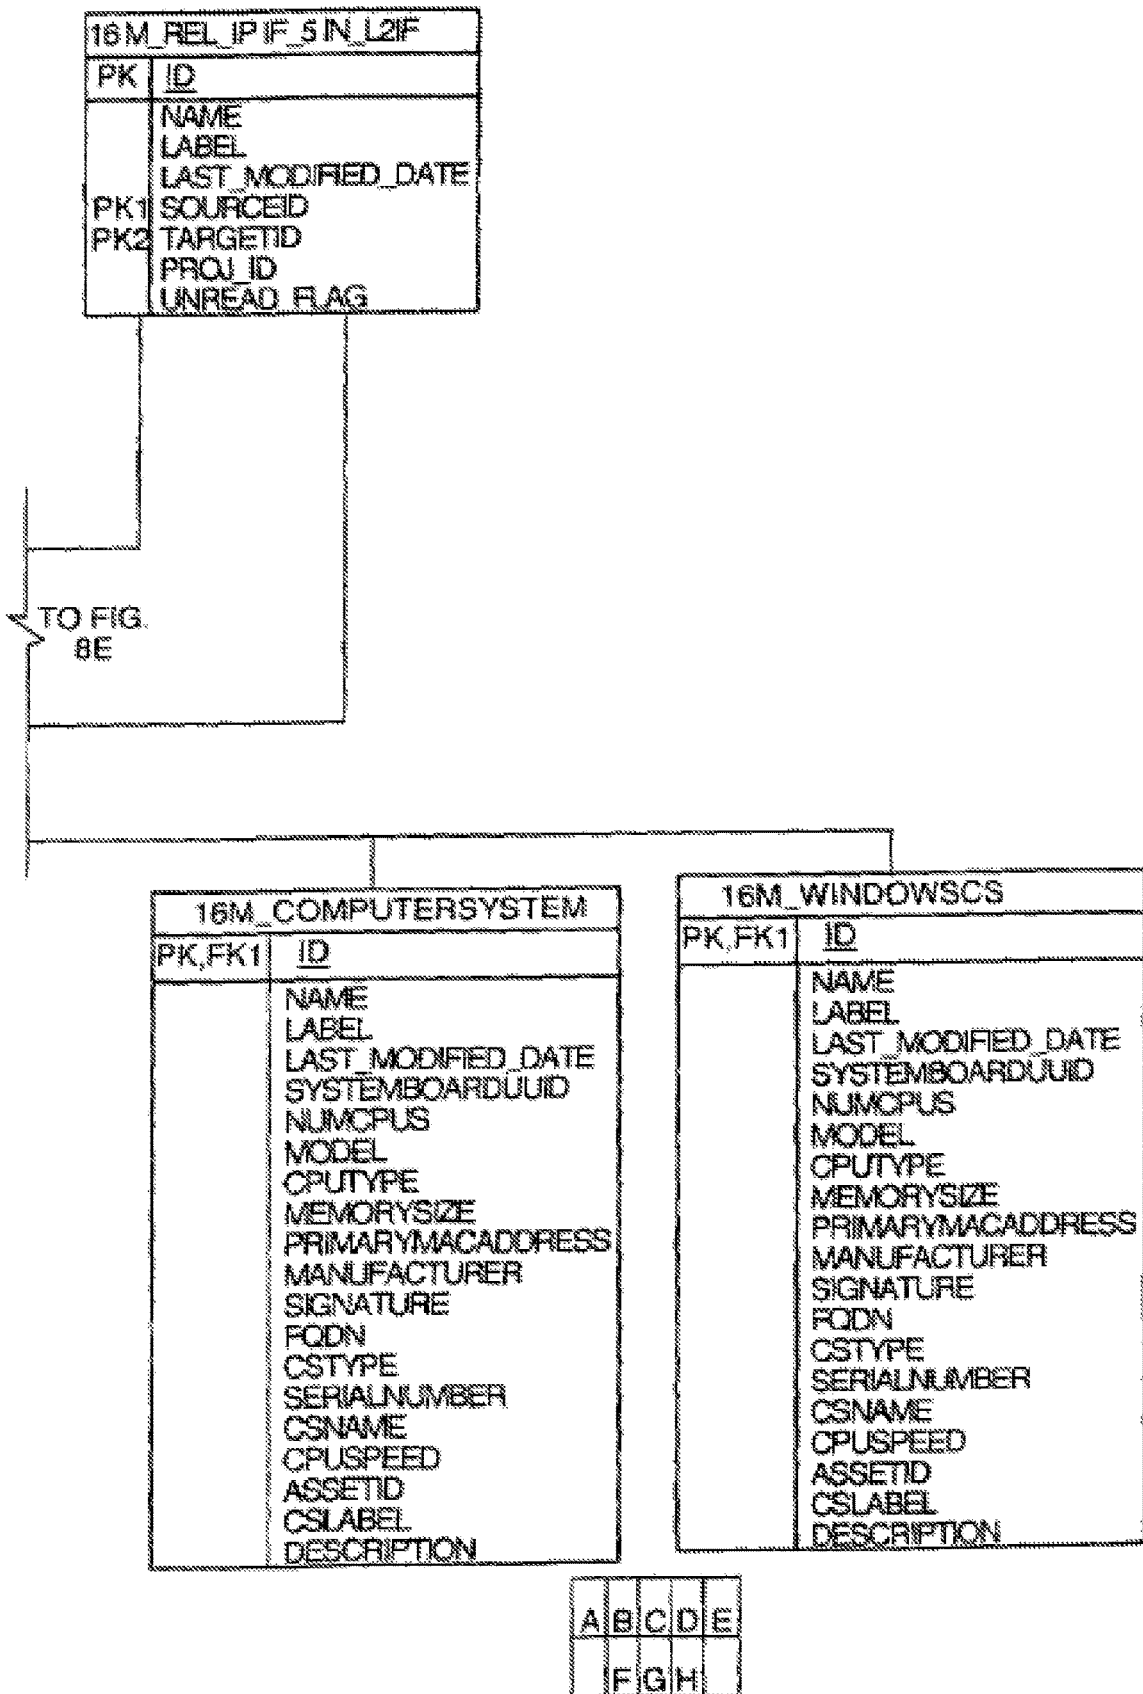 16M_REL_IPIF_5IN_L2IF
PK ID
NAME
LABEL
LAST_MODIFIED_DATE
PK1 SOURCEID
PK2 TARGETID
PROJ_ID
UNREAD_FLAG
TO FIG.
8E
16M_COMPUTERSYSTEM
PK,FK1 ID
NAME
LABEL
LAST_MODIFIED_DATE
SYSTEMBOARDUUID
NUMCPUS
MODEL
CPUTYPE
MEMORYSIZE
PRIMARYMACADDRESS
MANUFACTURER
SIGNATURE
FQDN
CSTYPE
SERIALNUMBER
CSNAME
CPUSPEED
ASSETID
CSLABEL
DESCRIPTION
16M_WINDOWSCS
PK,FK1 ID
NAME
LABEL
LAST_MODIFIED_DATE
SYSTEMBOARDUUID
NUMCPUS
MODEL
CPUTYPE
MEMORYSIZE
PRIMARYMACADDRESS
MANUFACTURER
SIGNATURE
FQDN
CSTYPE
SERIALNUMBER
CSNAME
CPUSPEED
ASSETID
CSLABEL
DESCRIPTION
A B C D E
F G H